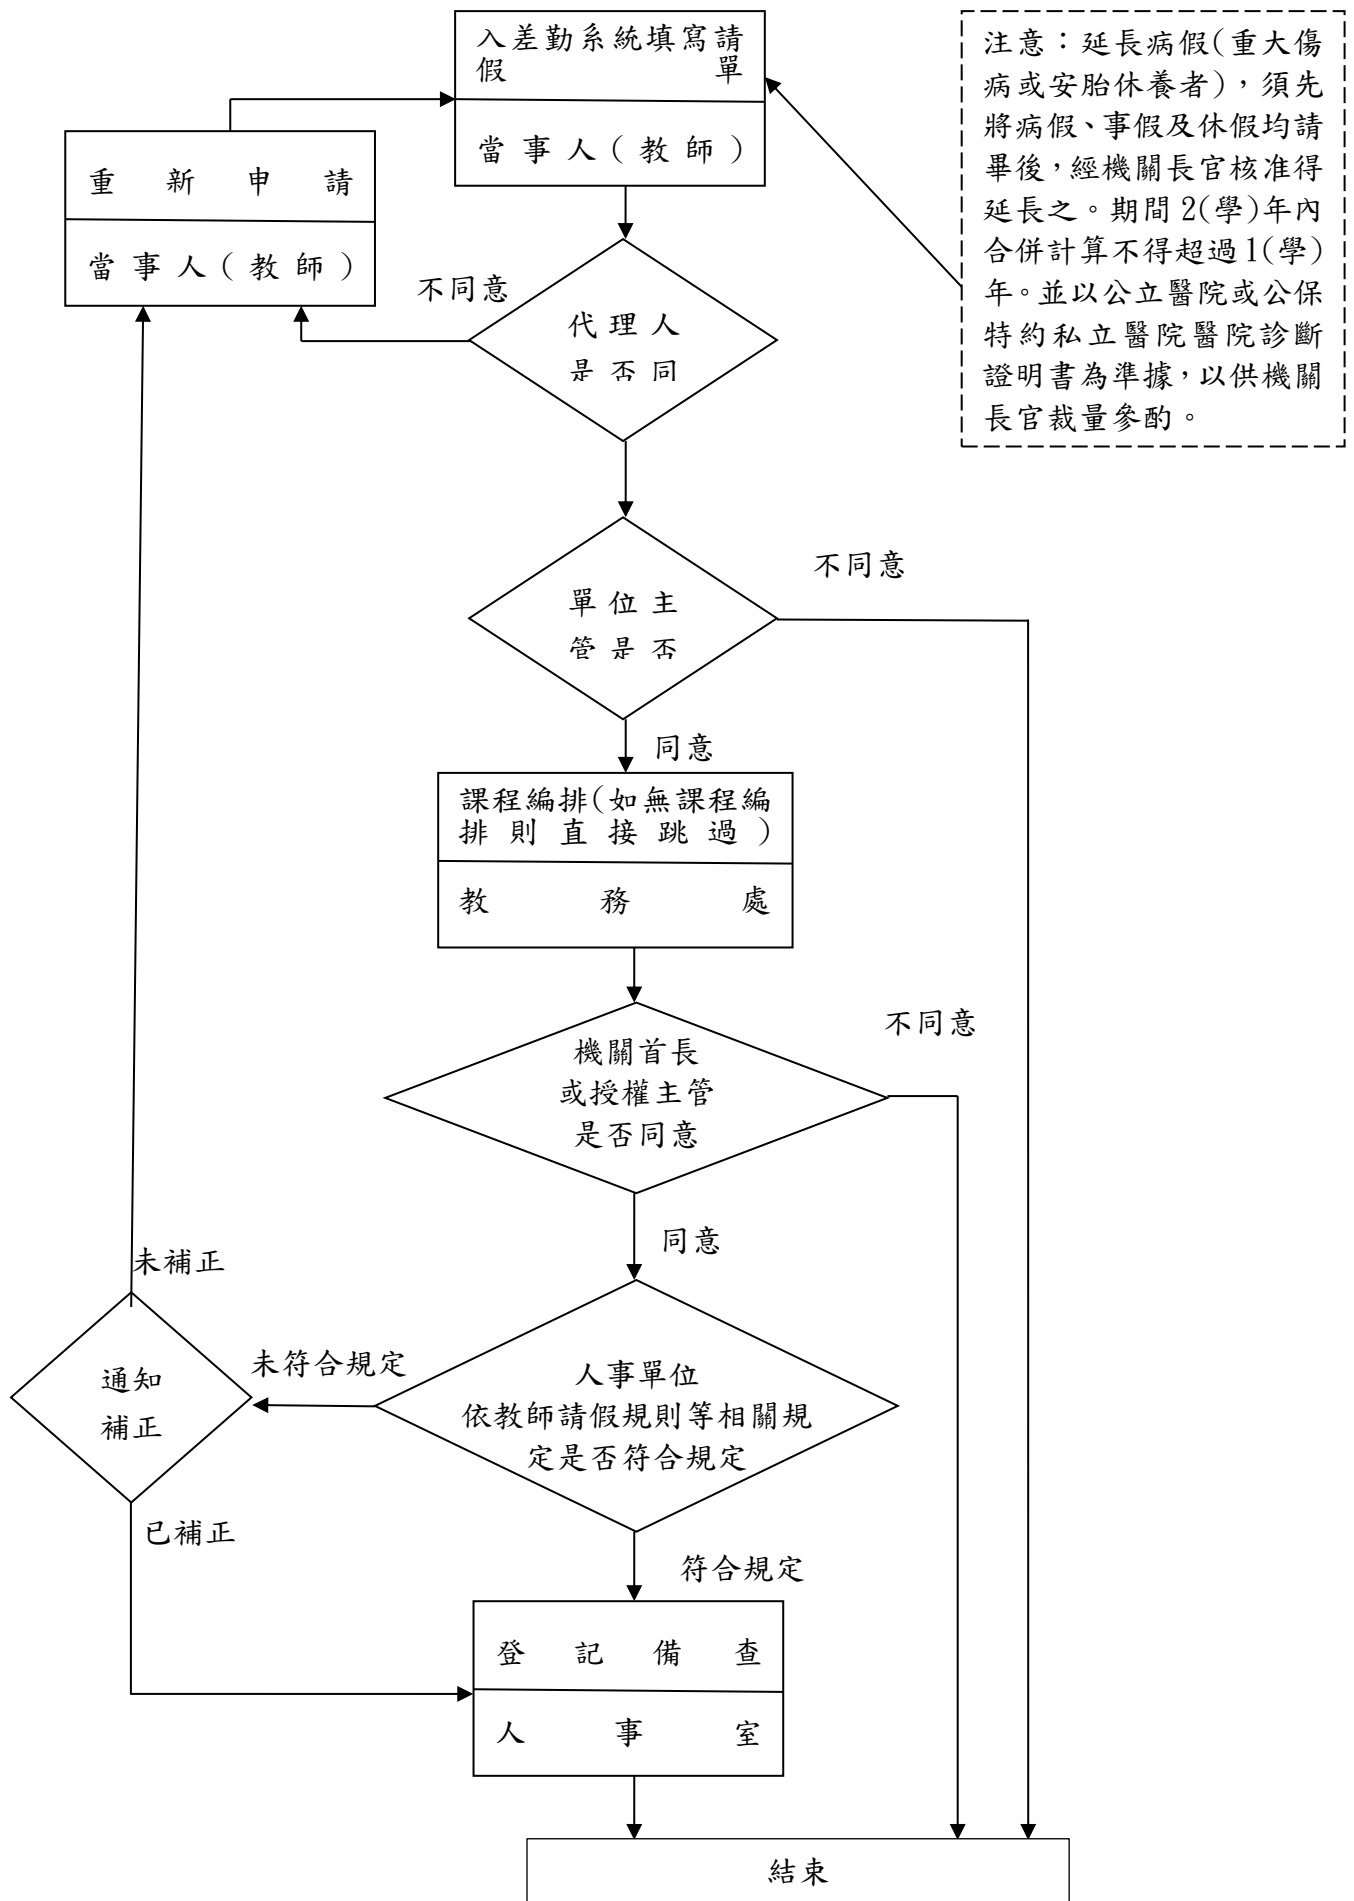 入差勤系統填寫請
假單
當事人(教師)
注意：延長病假(重大傷
病或安胎休養者)，須先
將病假、事假及休假均請
畢後，經機關長官核准得
延長之。期間2(學)年內
合併計算不得超過1(學)
年。並以公立醫院或公保
特約私立醫院醫院診斷
證明書為準據，以供機關
長官裁量參酌。
重新申請
當事人(教師)
不同意
代理人
是否同
不同意
單位主
管是否
同意
課程編排(如無課程編
排則直接跳過)
教務處
不同意
機關首長
或授權主管
是否同意
同意
未補正
通知
補正
未符合規定
人事單位
依教師請假規則等相關規
定是否符合規定
已補正
符合規定
登記備查
人事室
結束